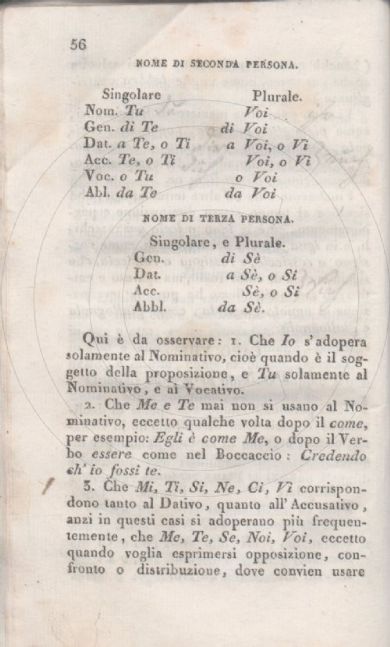 56
NOME DI SECONDA PERSONA.
Singolare Plurale.
Nom. Tu Voi
Gen. di Te di Voi
Dat. a Te, o Ti a Voi, o Vi
Acc. Te, o Ti Voi, o Vi
Voc. o Tu o Voi
Abl. da Te da Voi
NOME DI TERZA PERSONA.
Singolare, e Plurale.
Gen. di Sè
Dat. a Sè, o Si
Acc. Sè, o Si
Abbl. da Sè.
Qui è da osservare: 1. Che Io s'adopera
solamente al Nominativo, cioè quando è il sog-
getto della proposizione, e Tu solamente al
Nominativo, e al Vocativo.
2. Che Me e Te mai non si usano al No-
minativo, eccetto qualche volta dopo il come,
per esempio: Egli è come Me, o dopo il Ver-
bo essere come nel Boccaccio: Credendo
ch' io fossi te.
3. Che Mi, Ti, Si, Ne, Ci, Vi corrispon-
dono tanto al Dativo, quanto all' Accusativo,
anzi in questi casi si adoperano più frequen-
temente, che Me, Te, Se, Noi, Voi, eccetto
quando voglia esprimersi opposizione, con-
fronto o distribuzione, dove convien usare